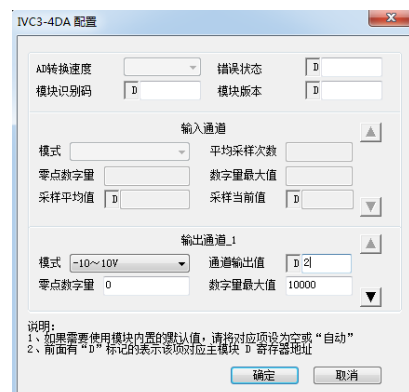 IVC3-4DA 配置
x
AD转换速度 错误状态 D
模块识别码 D 模块版本 D
输入通道
模式 平均采样次数
零点数字量 数字量最大值
采样平均值 D 采样当前值 D
输出通道_1
模式 -10~10V 通道输出值 D 2
零点数字量 0 数字量最大值 10000
说明:
1、如果需要使用模块内置的默认值，请将对应项设为空或“自动”
2、前面有“D”标记的表示该项对应主模块 D 寄存器地址
确定 取消